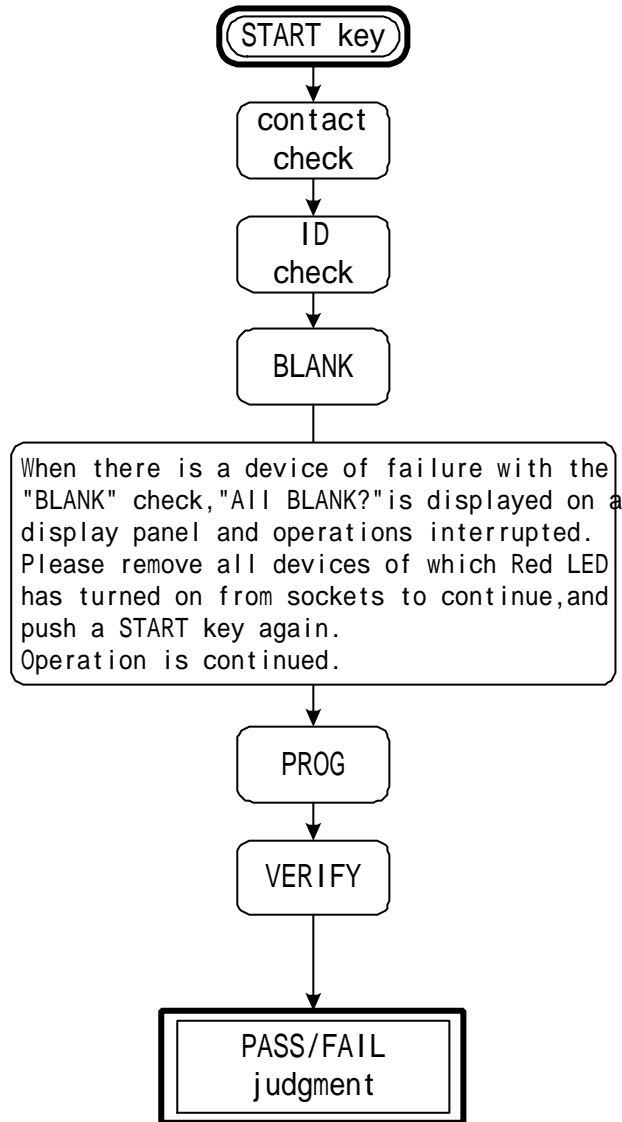 START key
contact
check
ID
check
BLANK
When there is a device of failure with the
"BLANK" check,"All BLANK?"is displayed on a
display panel and operations interrupted.
Please remove all devices of which Red LED
has turned on from sockets to continue,and
push a START key again.
Operation is continued.
PROG
VERIFY
PASS/FAIL
judgment